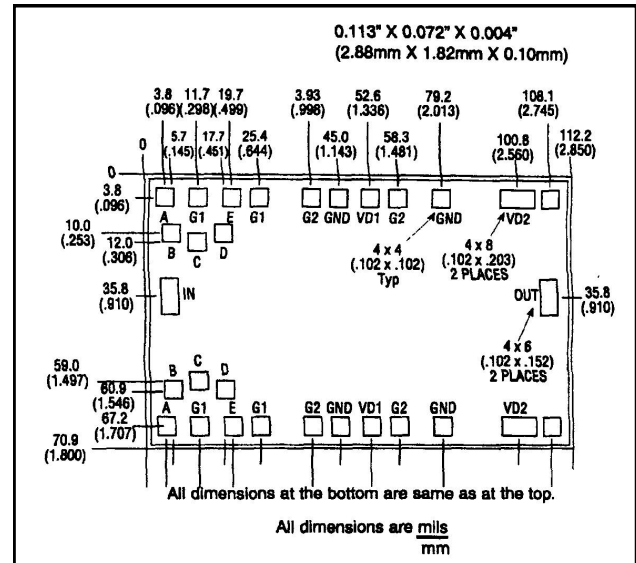 0.113" X 0.072" X 0.004"
(2.88mm X 1.82mm X 0.10mm)
3.8 11.7 19.7 3.93 52.6 79.2 108.1
(.096) (.298) (.499) (.998) (1.336) (2.013) (2.745)
0 5.7 17.7 25.4 45.0 58.3 100.8 112.2
(.145) (.451) (.644) (1.143) (1.481) (2.560) (2.850)
0
3.8
(.096)
A G1 E G1 G2 GND VD1 G2 GND VD2
10.0
(.253)
12.0
(.306)
B C D
4 x 4
(.102 x .102)
Typ
4 x 8
(.102 x .203)
2 PLACES
35.8
(.910)
IN
OUT
35.8
(.910)
4 x 6
(.102 x .152)
2 PLACES
59.0
(1.497)
B C D
60.9
(1.546)
A G1 E G1 G2 GND VD1 G2 GND VD2
67.2
(1.707)
70.9
(1.800)
All dimensions at the bottom are same as at the top.
All dimensions are mils
mm